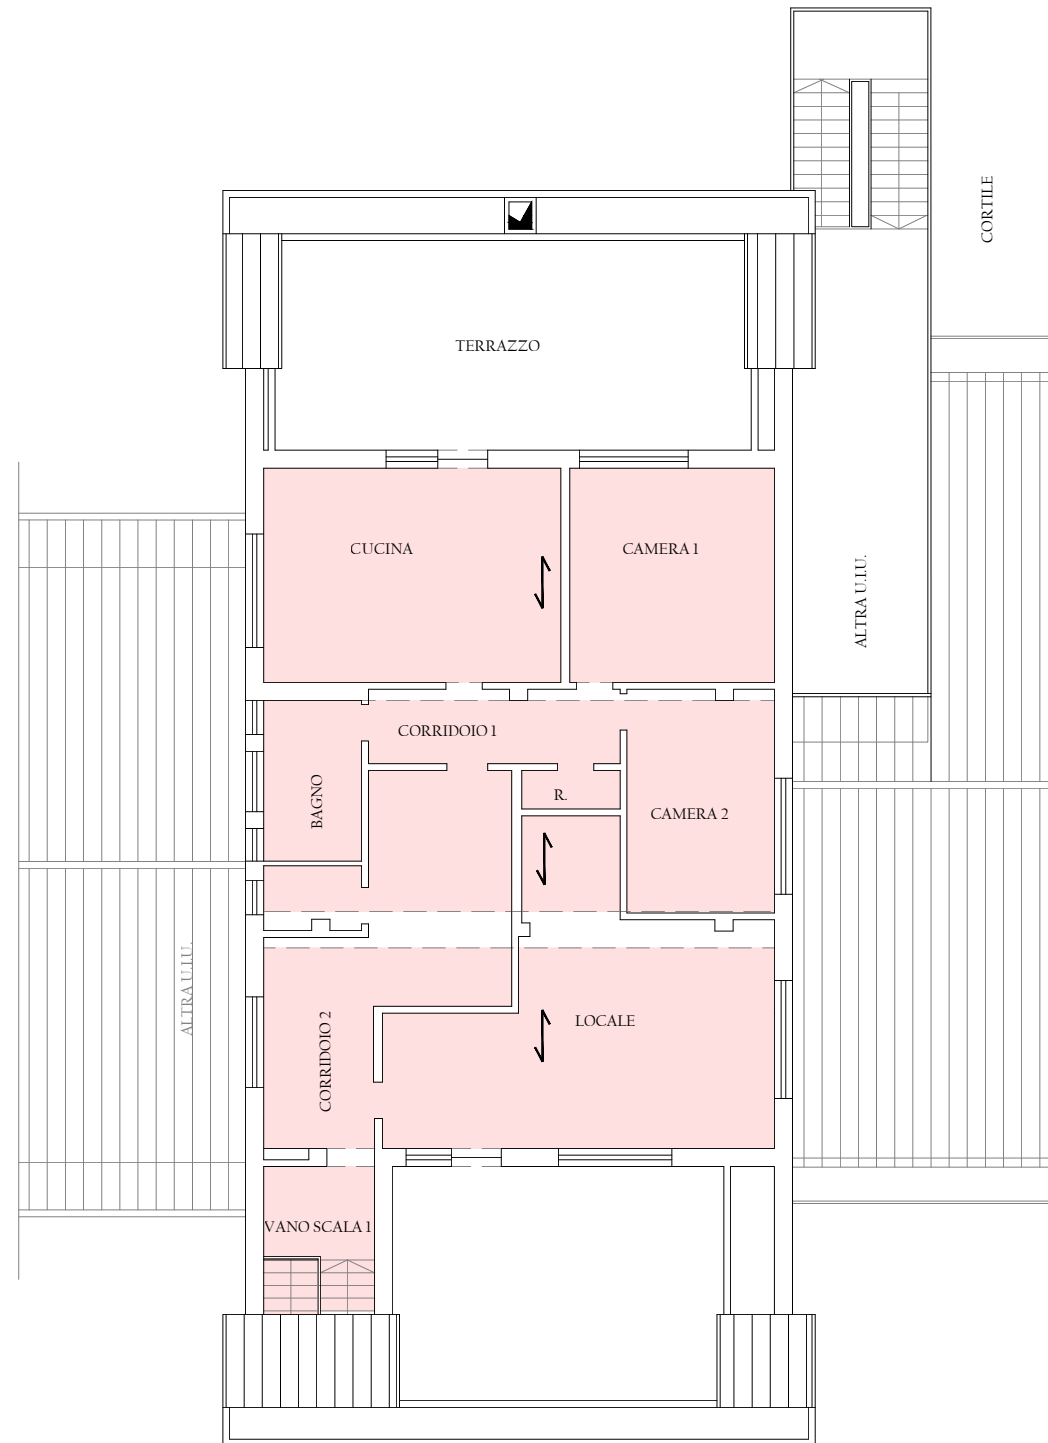 CORTILE
TERRAZZO
CUCINA
CAMERA 1
ALTRA U.I.U.
CORRIDOIO 1
BAGNO
R.
CAMERA 2
ALTRA U.I.U.
CORRIDOIO 2
LOCALE
VANO SCALA 1